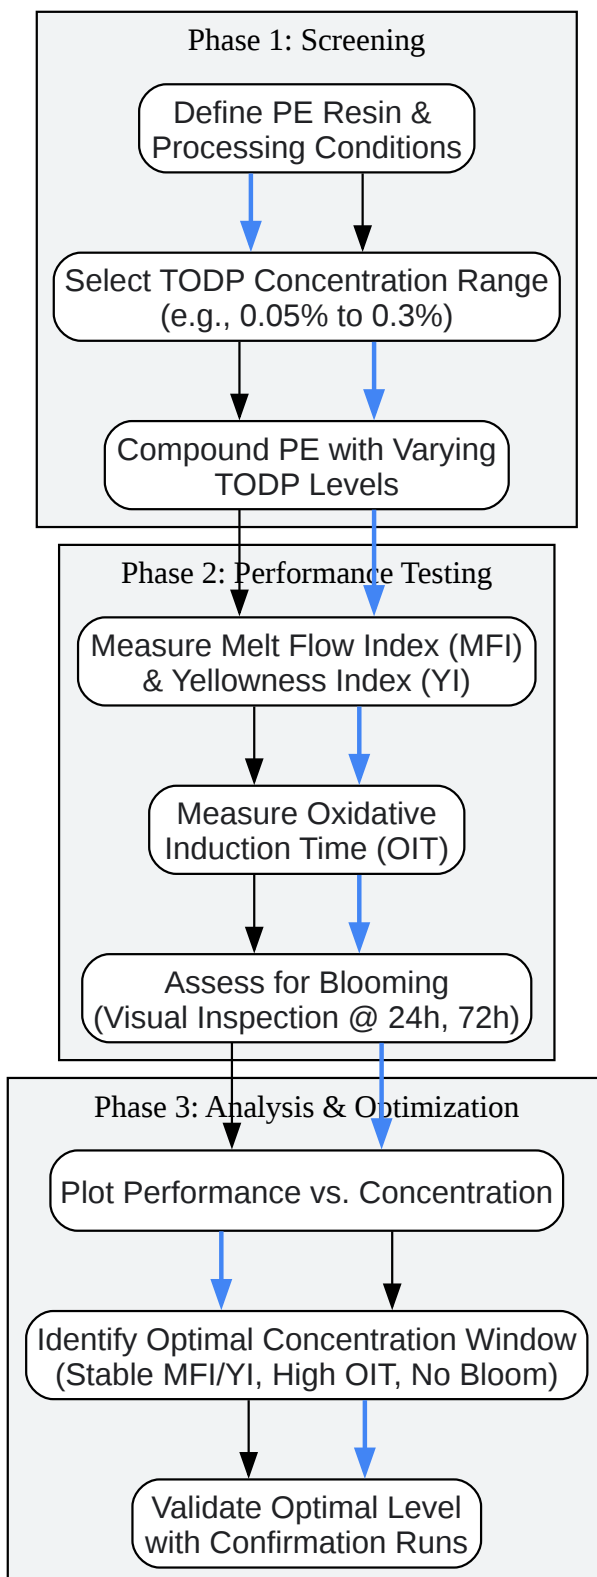 Phase 1: Screening
Define PE Resin &
Processing Conditions
Select TODP Concentration Range
(e.g., 0.05% to 0.3%)
Compound PE with Varying
TODP Levels
Phase 2: Performance Testing
Measure Melt Flow Index (MFI)
& Yellowness Index (YI)
Measure Oxidative
Induction Time (OIT)
Assess for Blooming
(Visual Inspection @ 24h, 72h)
Phase 3: Analysis & Optimization
Plot Performance vs. Concentration
Identify Optimal Concentration Window
(Stable MFI/YI, High OIT, No Bloom)
Validate Optimal Level
with Confirmation Runs